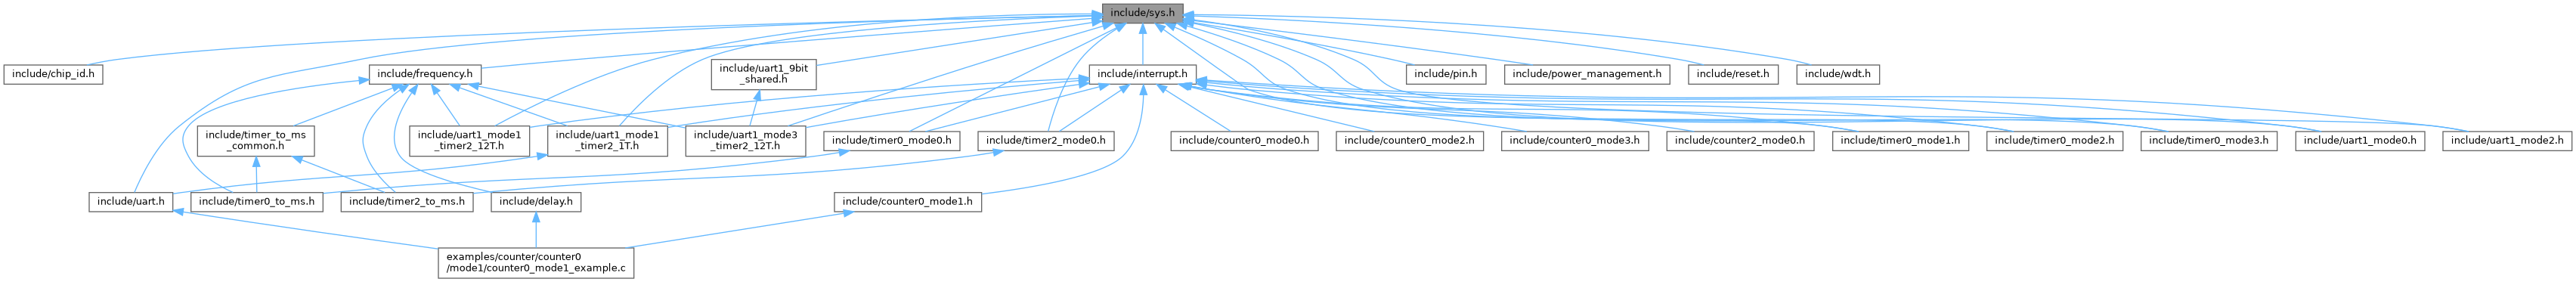 include/sys.h
include/chip_id.h
include/frequency.h
include/uart1_9bit
_shared.h
include/interrupt.h
include/pin.h
include/power_management.h
include/reset.h
include/wdt.h
include/timer_to_ms
_common.h
include/uart1_mode1
_timer2_12T.h
include/uart1_mode1
_timer2_1T.h
include/uart1_mode3
_timer2_12T.h
include/timer0_mode0.h
include/timer2_mode0.h
include/counter0_mode0.h
include/counter0_mode2.h
include/counter0_mode3.h
include/counter2_mode0.h
include/timer0_mode1.h
include/timer0_mode2.h
include/timer0_mode3.h
include/uart1_mode0.h
include/uart1_mode2.h
include/uart.h
include/timer0_to_ms.h
include/timer2_to_ms.h
include/delay.h
include/counter0_mode1.h
examples/counter/counter0
/mode1/counter0_mode1_example.c